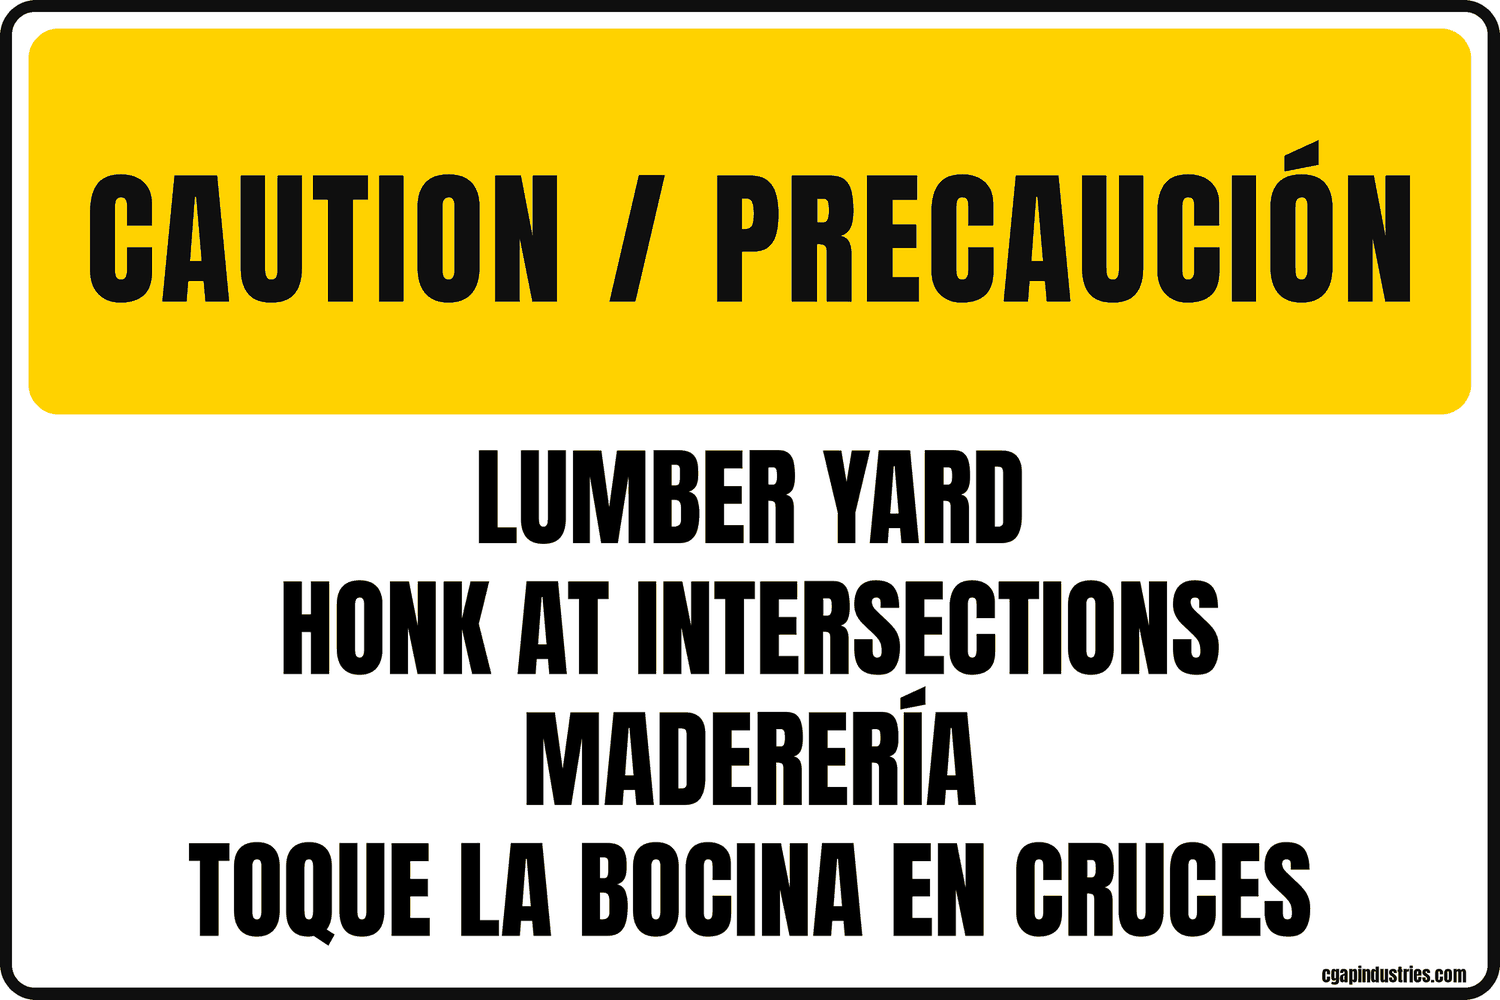 CAUTION / PRECAUCIÓN
LUMBER YARD
HONK AT INTERSECTIONS
MADERERÍA
TOQUE LA BOCINA EN CRUCES
cgapindustries.com